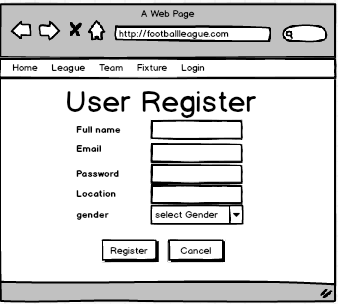 A Web Page
http://footballleague.com
Home League Team Fixture Login
User Register
Full name
Email
Password
Location
gender select Gender
Register Cancel